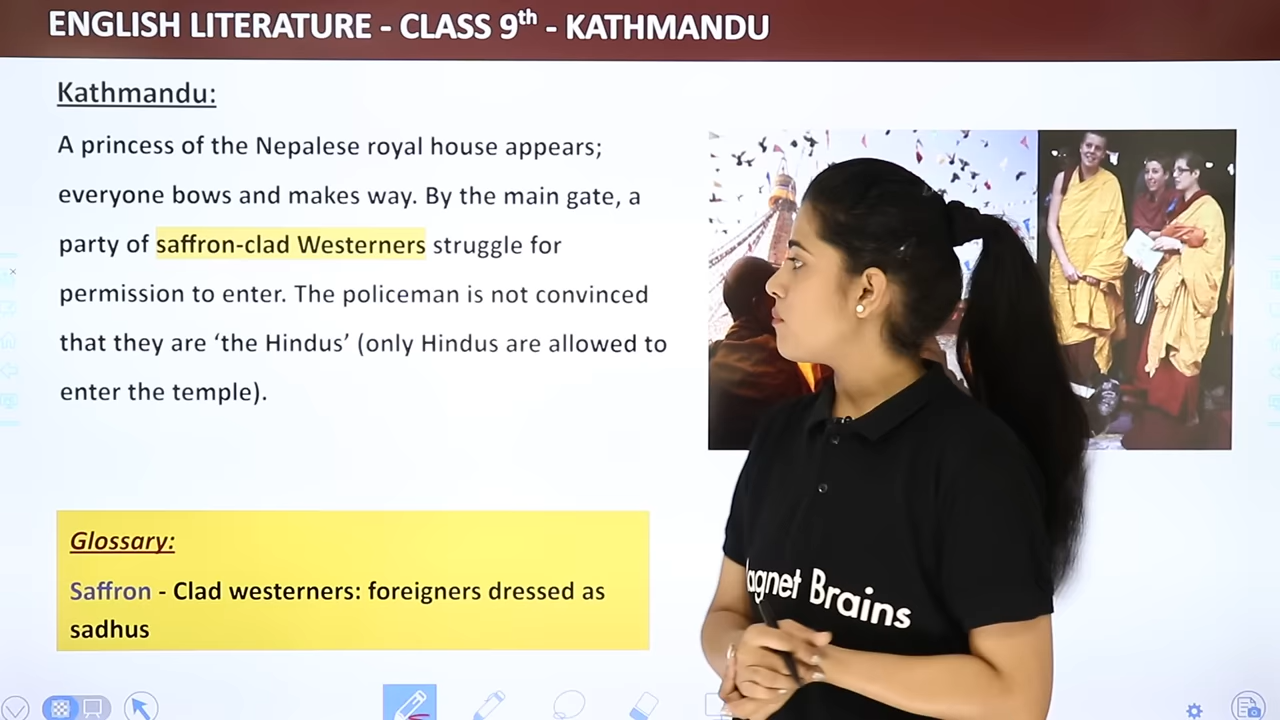 ENGLISH LITERATURE - CLASS 9th - KATHMANDU
Kathmandu:
A princess of the Nepalese royal house appears;
everyone bows and makes way. By the main gate, a
party of saffron-clad Westerners struggle for
permission to enter. The policeman is not convinced
that they are ‘the Hindus’ (only Hindus are allowed to
enter the temple).
Glossary:
Saffron - Clad westerners: foreigners dressed as
sadhus
agnet Brains